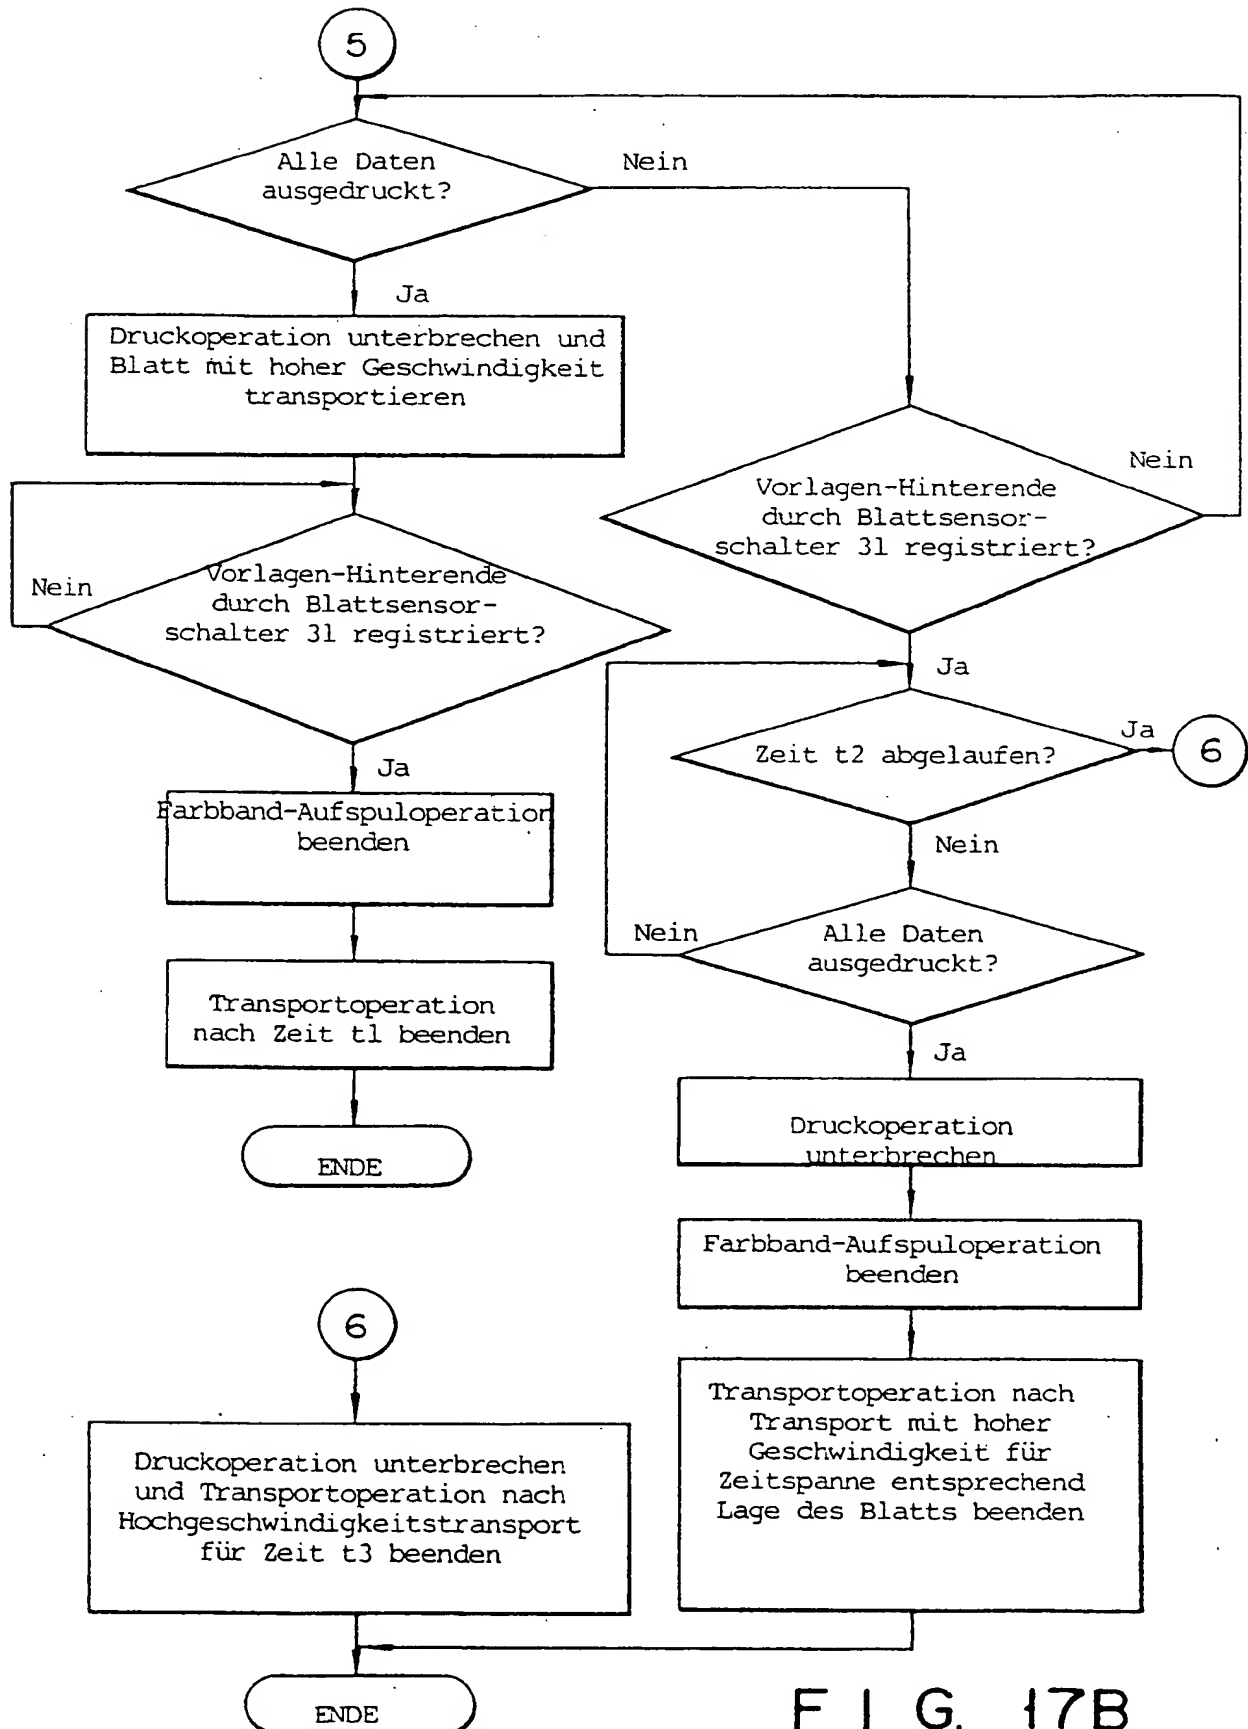 5
Alle Daten
ausgedruckt?
Nein
Ja
Druckoperation unterbrechen und
Blatt mit hoher Geschwindigkeit
transportieren
Nein
Vorlagen-Hinterende
durch Blattsensor-
schalter 31 registriert?
Nein
Vorlagen-Hinterende
durch Blattsensor-
schalter 31 registriert?
Ja
Farbband-Aufspuloperation
beenden
Transportoperation
nach Zeit t1 beenden
ENDE
Ja
Zeit t2 abgelaufen?
Ja
6
Nein
Nein
Alle Daten
ausgedruckt?
Ja
Druckoperation
unterbrechen
Farbband-Aufspuloperation
beenden
Transportoperation nach
Transport mit hoher
Geschwindigkeit für
Zeitspanne entsprechend
Lage des Blatts beenden
6
Druckoperation unterbrechen
und Transportoperation nach
Hochgeschwindigkeitstransport
für Zeit t3 beenden
ENDE
FIG. 17B